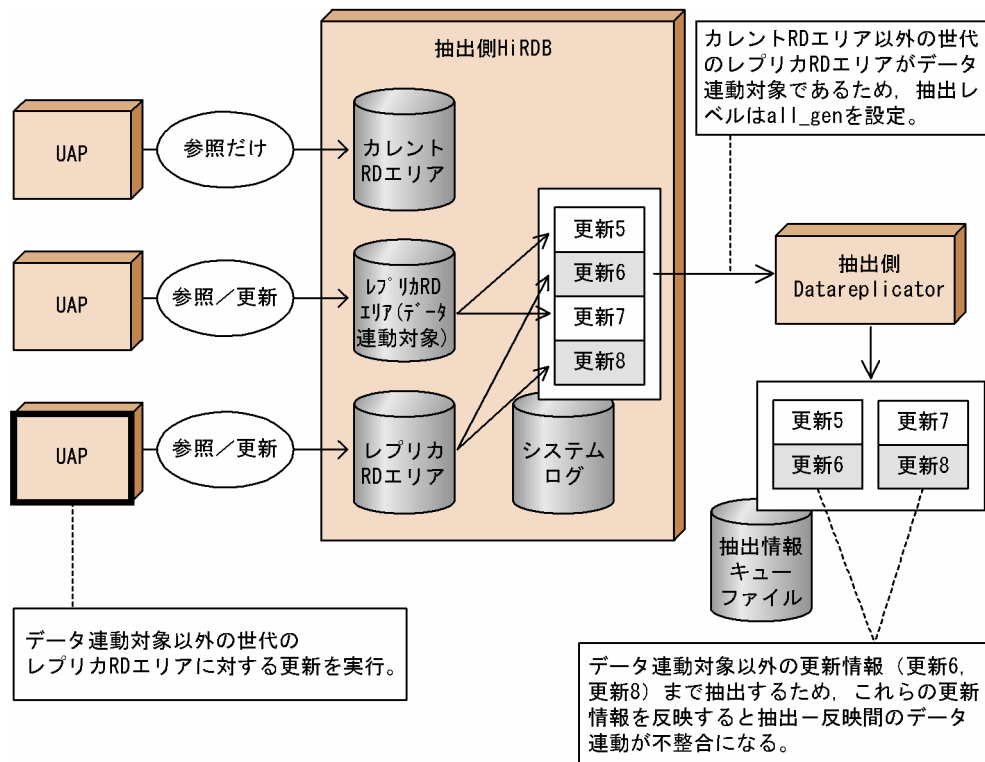 抽出側HiRDB
カレントRDエリア以外の世代
のレプリカRDエリアがデータ
連動対象であるため，抽出レ
ベルはall_genを設定。
UAP
参照だけ
カレント
RDエリア
UAP
参照／更新
ﾚﾌﾟﾘｶRD
ｴﾘｱ(ﾃﾞｰﾀ
連動対象)
更新5
更新6
更新7
更新8
抽出側
Datareplicator
UAP
参照／更新
レプリカ
RDエリア
システム
ログ
更新5
更新6
更新7
更新8
抽出情報
キュー
ファイル
データ連動対象以外の世代の
レプリカRDエリアに対する更新を実行。
データ連動対象以外の更新情報（更新6，
更新8）まで抽出するため，これらの更新
情報を反映すると抽出－反映間のデータ
連動が不整合になる。